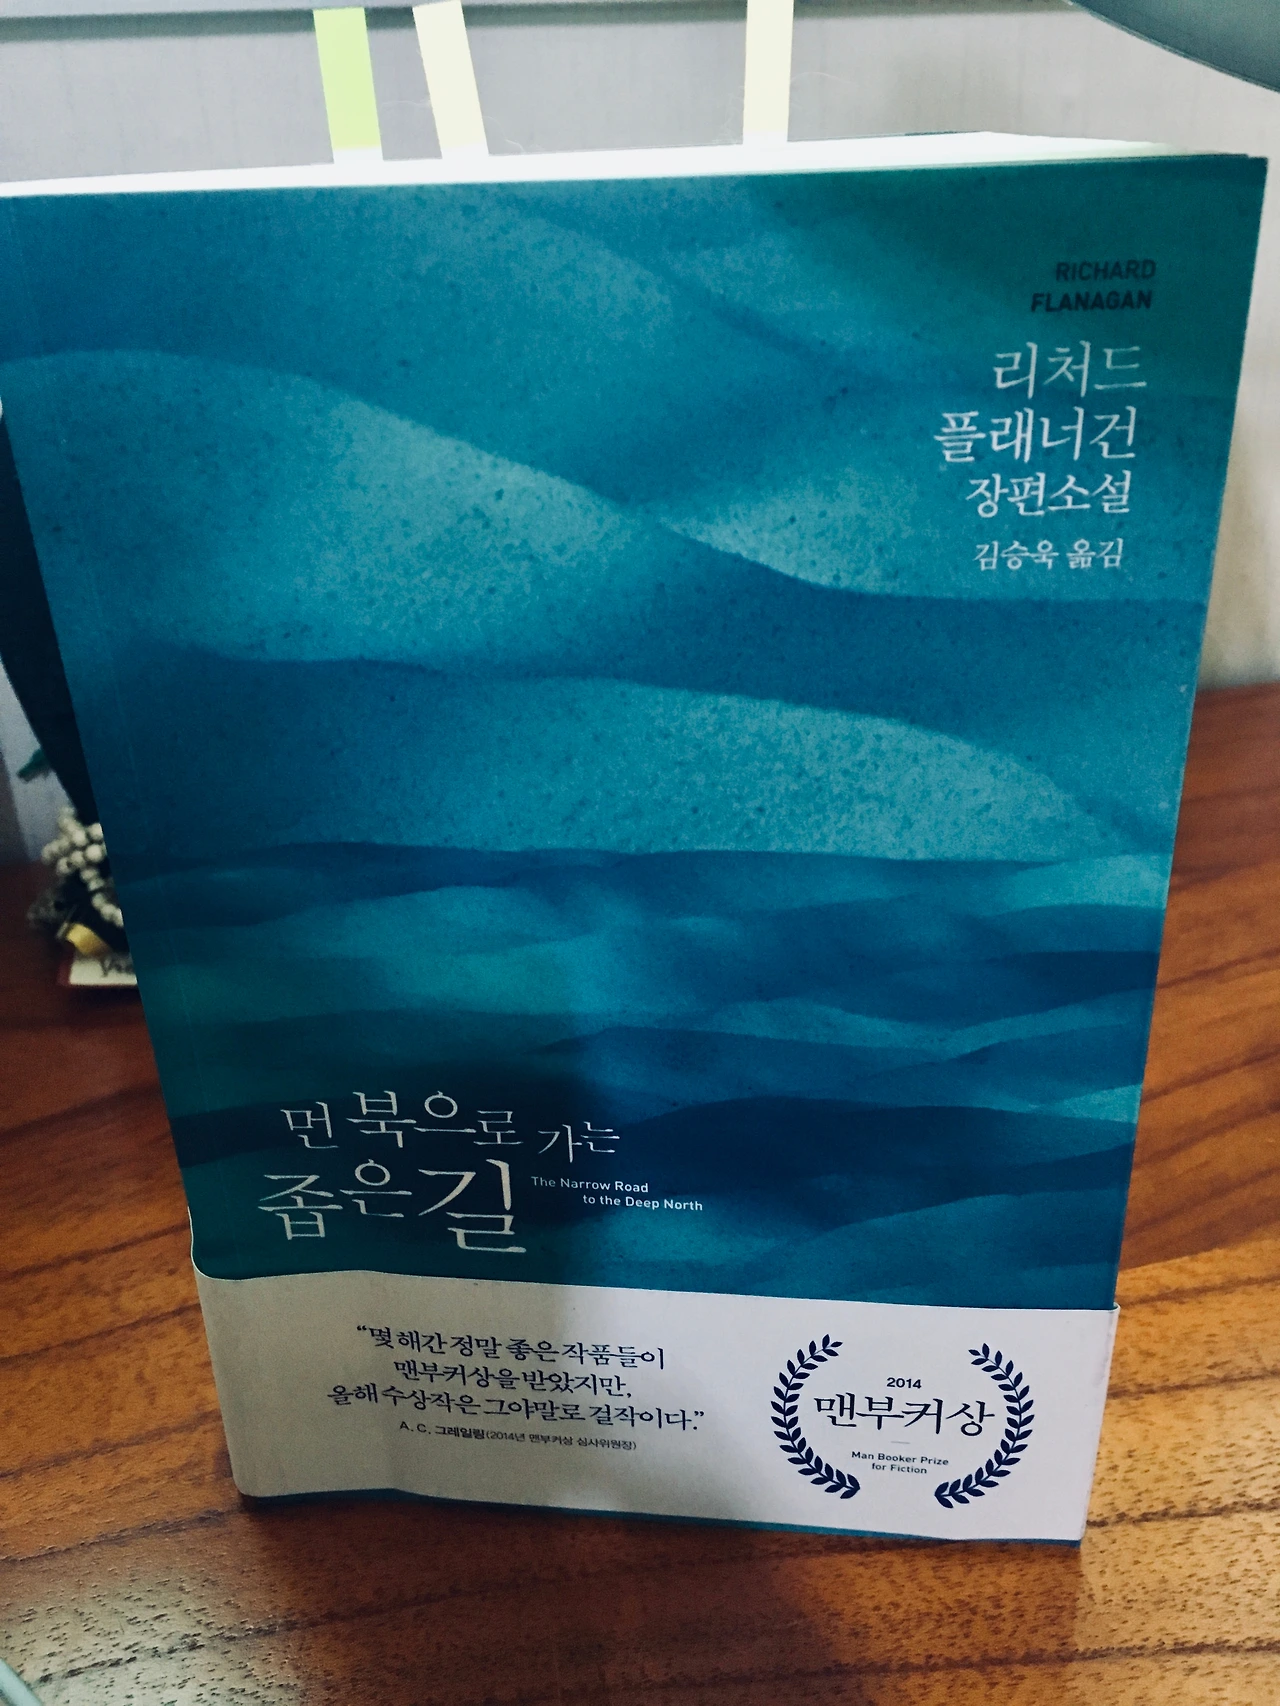 RICHARD
FLANAGAN
리처드
플래너건
장편소설
김승욱 옮김
먼 북으로 가는
좁은 길
The Narrow Road
to the Deep North
“몇 해간 정말 좋은 작품들이
맨부커상을 받았지만,
올해 수상작은 그야말로 걸작이다.”
A. C. 그레일링(2014년 맨부커상 심사위원장)
2014
맨부커상
Man Booker Prize
for Fiction